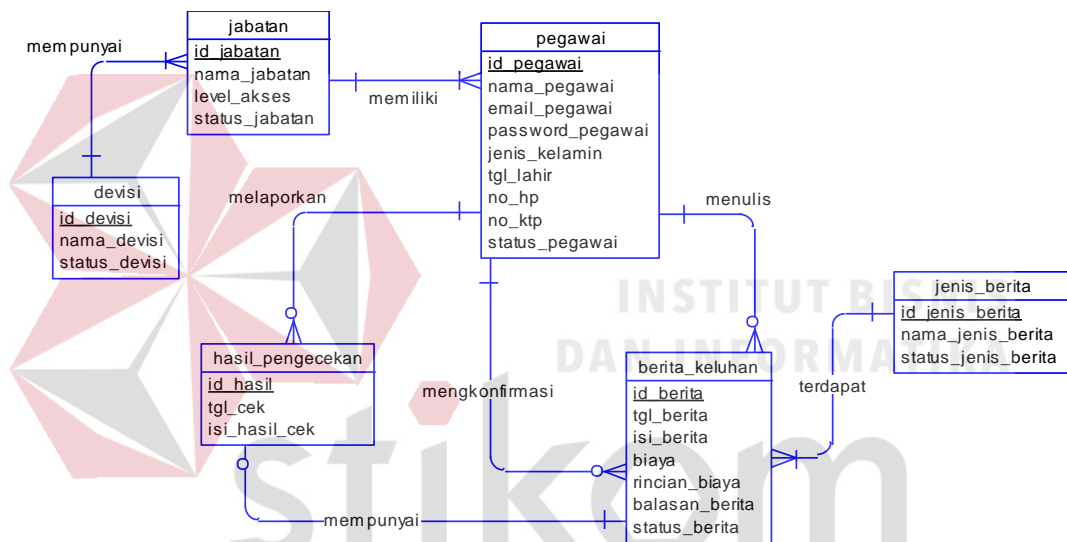 jabatan
id_jabatan
nama_jabatan
level_akses
status_jabatan
mempunyai
memiliki
pegawai
id_pegawai
nama_pegawai
email_pegawai
password_pegawai
jenis_kelamin
tgl_lahir
no_hp
no_ktp
status_pegawai
devisi
id_devisi
nama_devisi
status_devisi
melaporkan
menulis
INSTITUT BISNIS
DAN INFORMATIKA
jenis_berita
id_jenis_berita
nama_jenis_berita
status_jenis_berita
hasil_pengecekan
id_hasil
tgl_cek
isi_hasil_cek
mengkonfirmasi
berita_keluhan
id_berita
tgl_berita
isi_berita
biaya
rincian_biaya
balasan_berita
status_berita
terdapat
mempunyai
stikom